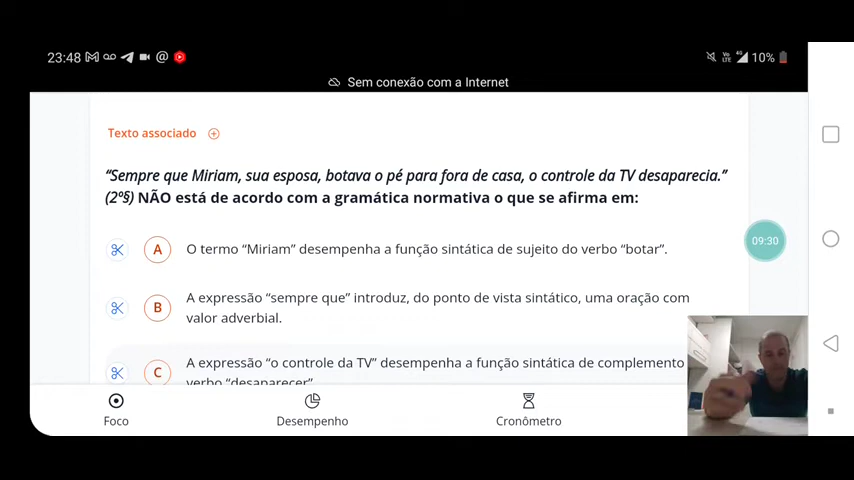 23:48
4G 10%
Sem conexão com a Internet
Texto associado
“Sempre que Miriam, sua esposa, botava o pé para fora de casa, o controle da TV desaparecia.”
(2º§) NÃO está de acordo com a gramática normativa o que se afirma em:
A O termo “Miriam” desempenha a função sintática de sujeito do verbo “botar”.
09:30
B A expressão “sempre que” introduz, do ponto de vista sintático, uma oração com
valor adverbial.
C A expressão “o controle da TV” desempenha a função sintática de complemento
verbo “desaparecer”
Foco
Desempenho
Cronômetro